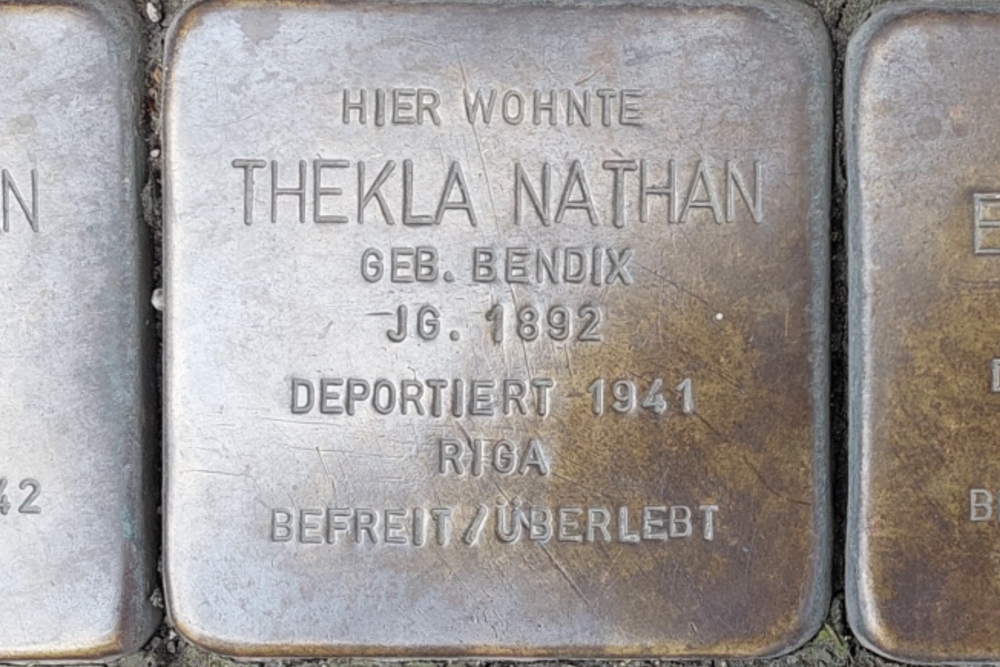 HIER WOHNTE
THEKLA NATHAN
GEB. BENDIX
JG. 1892
DEPORTIERT 1941
RIGA
BEFREIT/ÜBERLEBT